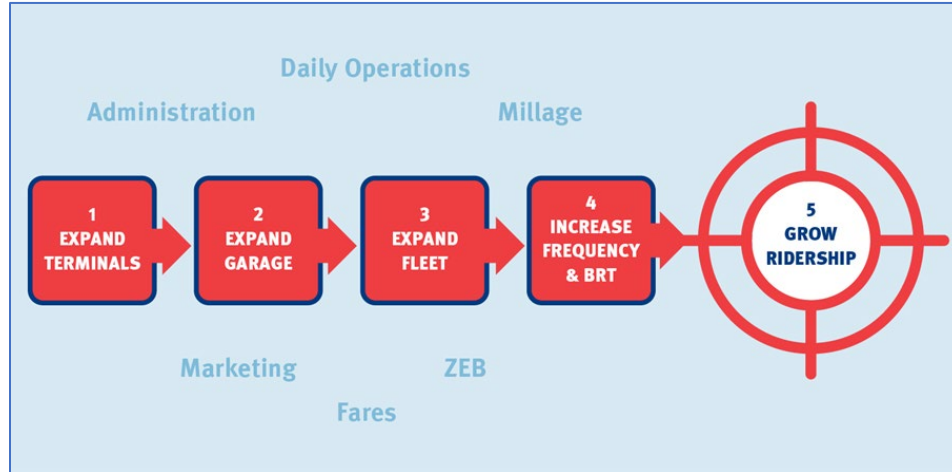 Daily Operations
Administration
Millage
1
EXPAND
TERMINALS
2
EXPAND
GARAGE
3
EXPAND
FLEET
4
INCREASE
FREQUENCY
& BRT
5
GROW
RIDERSHIP
Marketing
ZEB
Fares